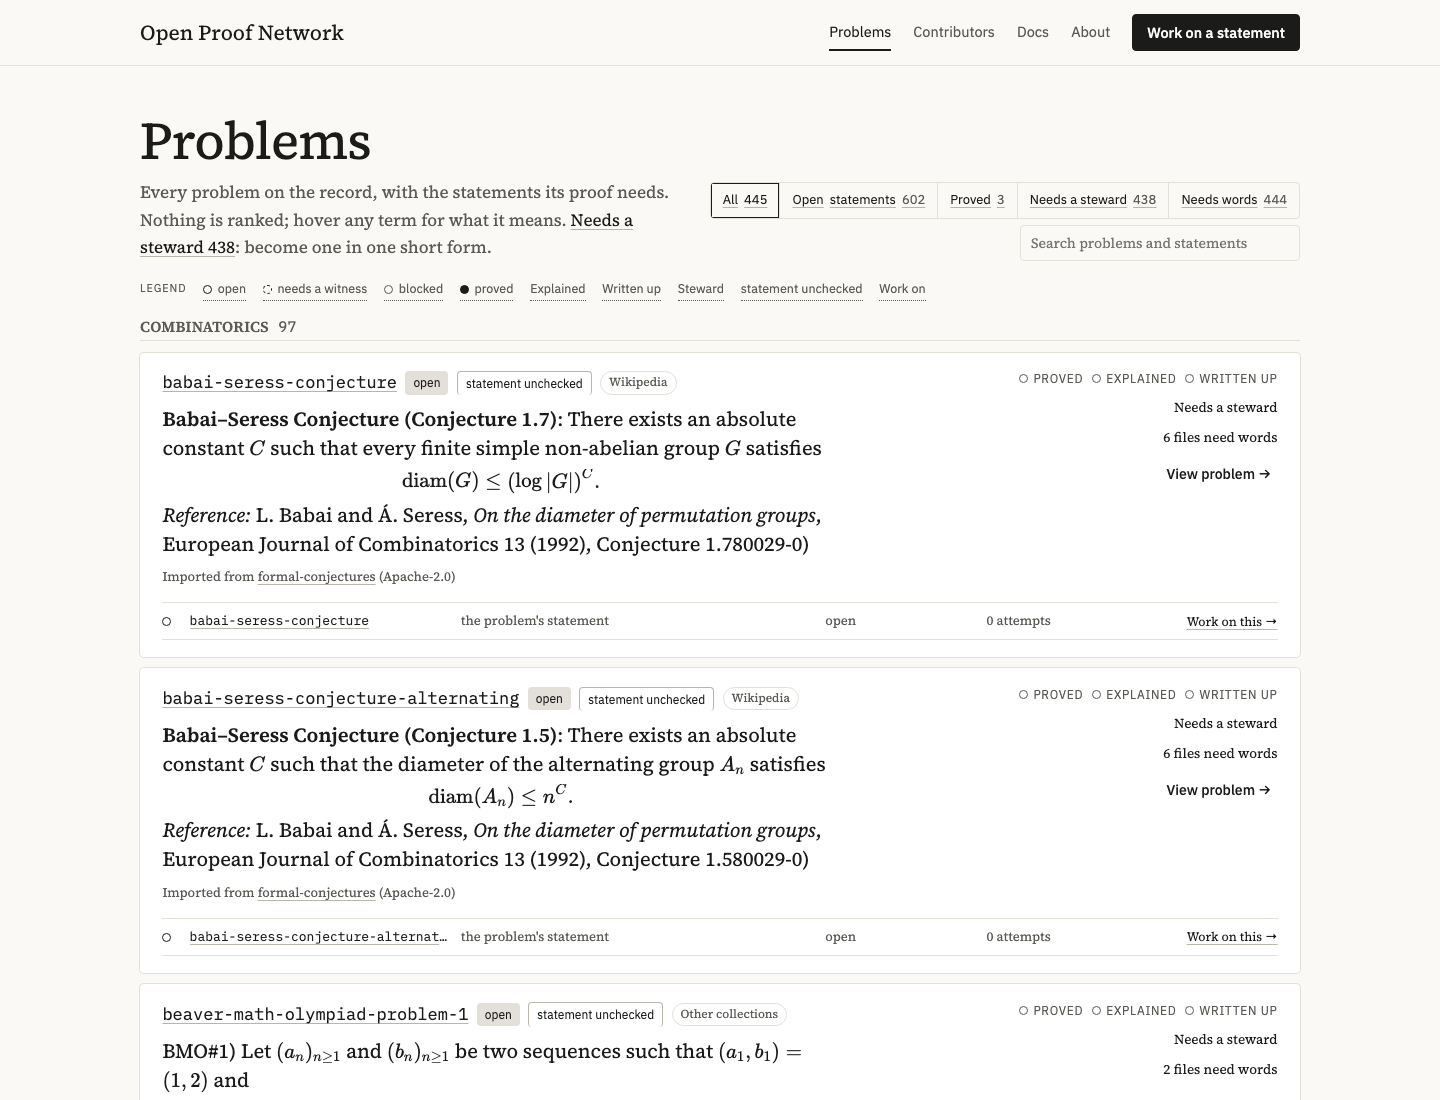 Open Proof Network
Problems Contributors Docs About Work on a statement
Problems
Every problem on the record, with the statements its proof needs.
Nothing is ranked; hover any term for what it means. Needs a
steward 438: become one in one short form.
All 445 Open statements 602 Proved 3 Needs a steward 438 Needs words 444
Search problems and statements
LEGEND open needs a witness blocked proved Explained Written up Steward statement unchecked Work on
COMBINATORICS 97
babai-seress-conjecture open statement unchecked Wikipedia
PROVED EXPLAINED WRITTEN UP
Needs a steward
6 files need words
View problem →
Babai–Seress Conjecture (Conjecture 1.7): There exists an absolute
constant C such that every finite simple non-abelian group G satisfies
diam(G) ≤ (log |G|)^C.
Reference: L. Babai and Á. Seress, On the diameter of permutation groups,
European Journal of Combinatorics 13 (1992), Conjecture 1.780029-0)
Imported from formal-conjectures (Apache-2.0)
babai-seress-conjecture the problem's statement open 0 attempts Work on this →
babai-seress-conjecture-alternating open statement unchecked Wikipedia
PROVED EXPLAINED WRITTEN UP
Needs a steward
6 files need words
View problem →
Babai–Seress Conjecture (Conjecture 1.5): There exists an absolute
constant C such that the diameter of the alternating group A_n satisfies
diam(A_n) ≤ n^C.
Reference: L. Babai and Á. Seress, On the diameter of permutation groups,
European Journal of Combinatorics 13 (1992), Conjecture 1.580029-0)
Imported from formal-conjectures (Apache-2.0)
babai-seress-conjecture-alternat… the problem's statement open 0 attempts Work on this →
beaver-math-olympiad-problem-1 open statement unchecked Other collections
PROVED EXPLAINED WRITTEN UP
Needs a steward
2 files need words
BMO#1) Let (a_n)_{n≥1} and (b_n)_{n≥1} be two sequences such that (a_1, b_1) =
(1, 2) and